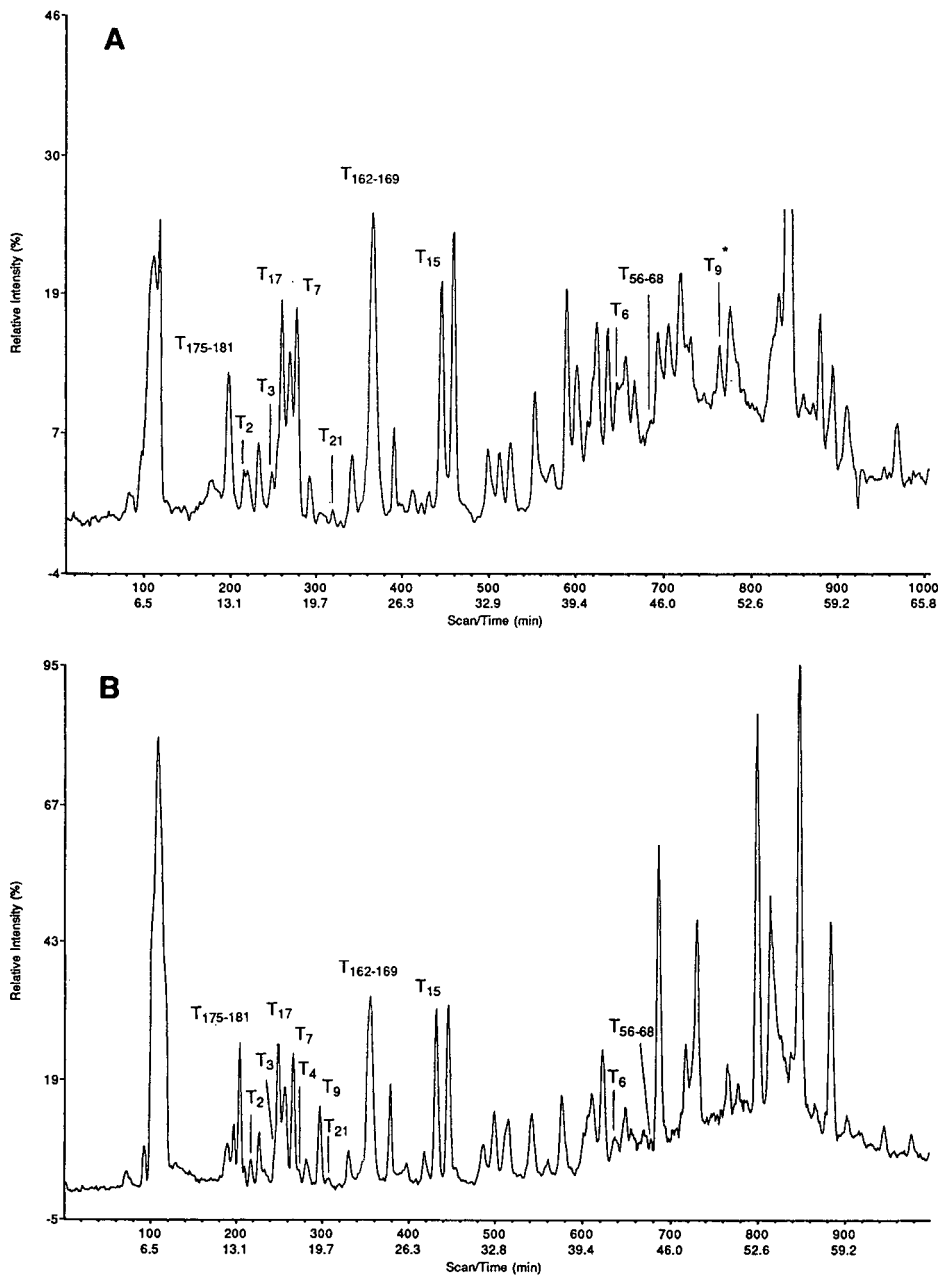 A
46
30
19
7
-4
Relative Intensity (%)
T162-169
T15
T17
T7
T175-181
T3
T2
T21
T56-68
T9*
T6
100 200 300 400 500 600 700 800 900 1000
6.5 13.1 19.7 26.3 32.9 39.4 46.0 52.6 59.2 65.8
Scan/Time (min)
B
95
67
43
19
-5
Relative Intensity (%)
T162-169
T15
T175-181
T17
T7
T3
T4
T2
T9
T21
T56-68
T6
100 200 300 400 500 600 700 800 900
6.5 13.1 19.7 26.3 32.8 39.4 46.0 52.6 59.2
Scan/Time (min)